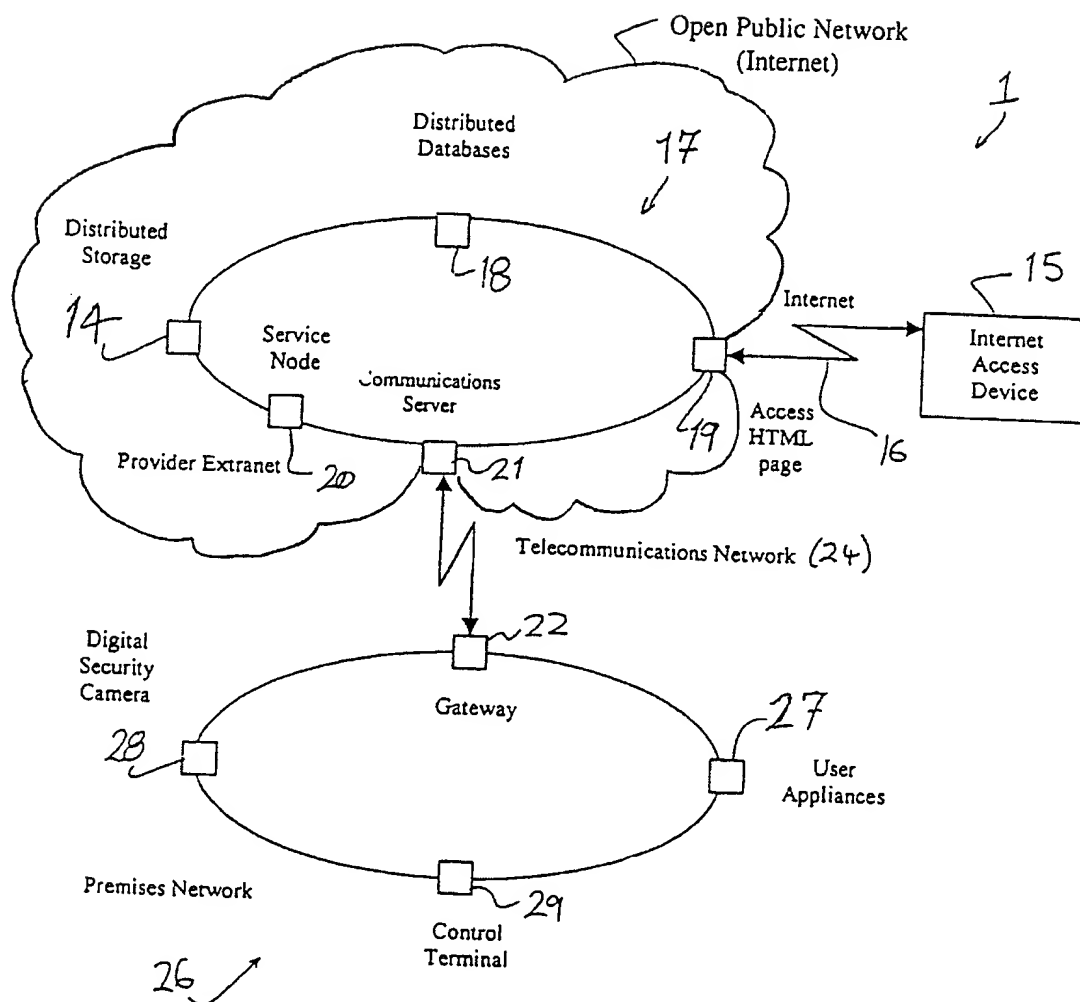 Open Public Network
(Internet)
1
Distributed
Databases
17
Distributed
Storage
18
14
Internet
15
Internet
Access
Device
Service
Node
Communications
Server
19
Access
HTML
page
16
Provider Extranet
20
21
Telecommunications Network (24)
22
Digital
Security
Camera
Gateway
27
28
User
Appliances
Premises Network
29
Control
Terminal
26